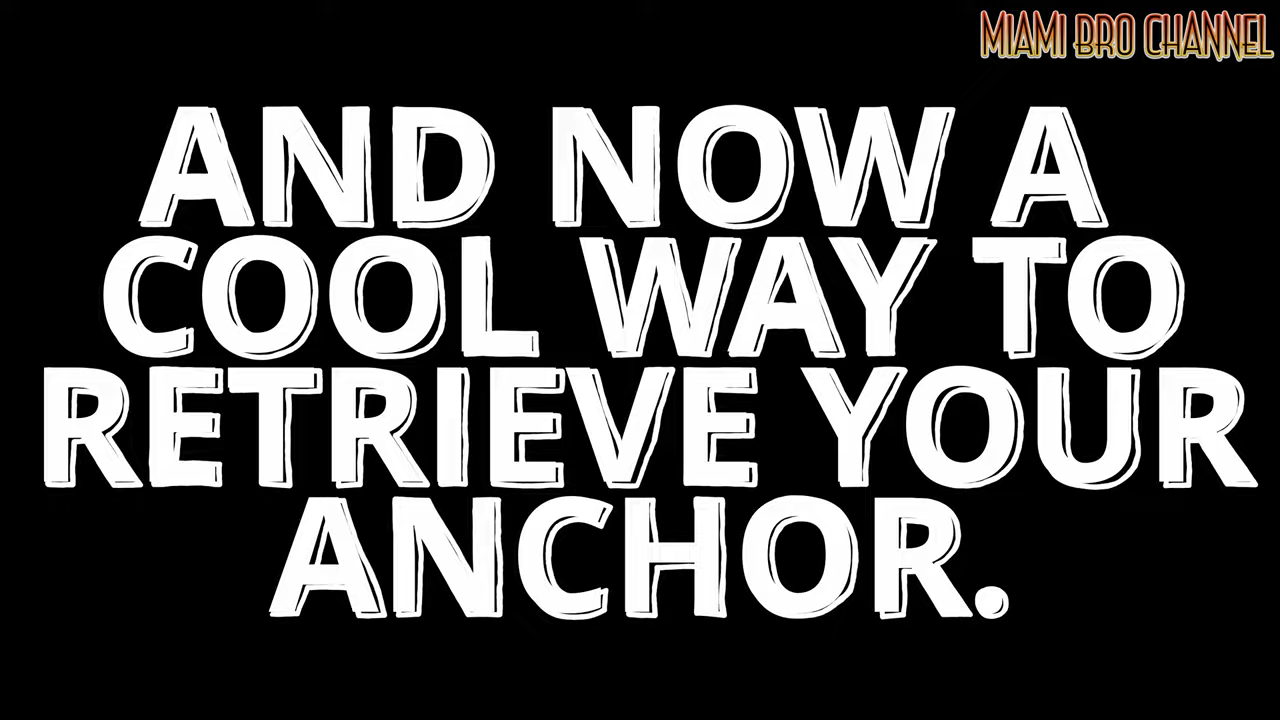 MIAMI BRO CHANNEL
AND NOW A
COOL WAY TO
RETRIEVE YOUR
ANCHOR.